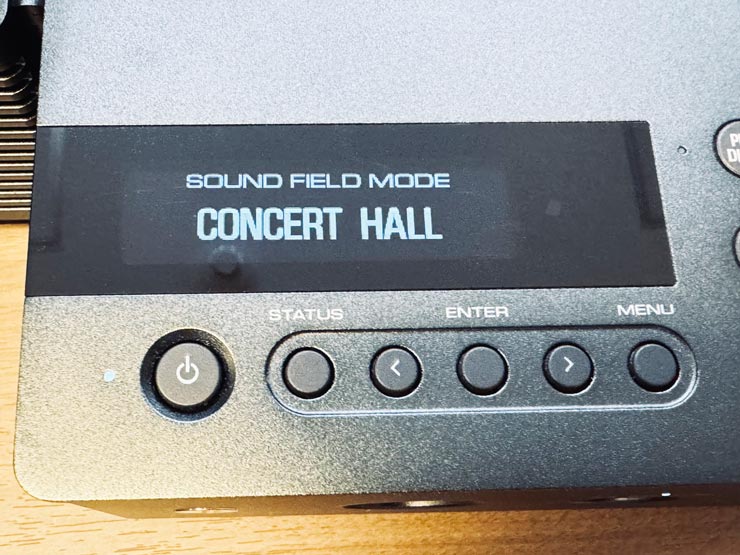 SOUND FIELD MODE
CONCERT HALL
STATUS
ENTER
MENU